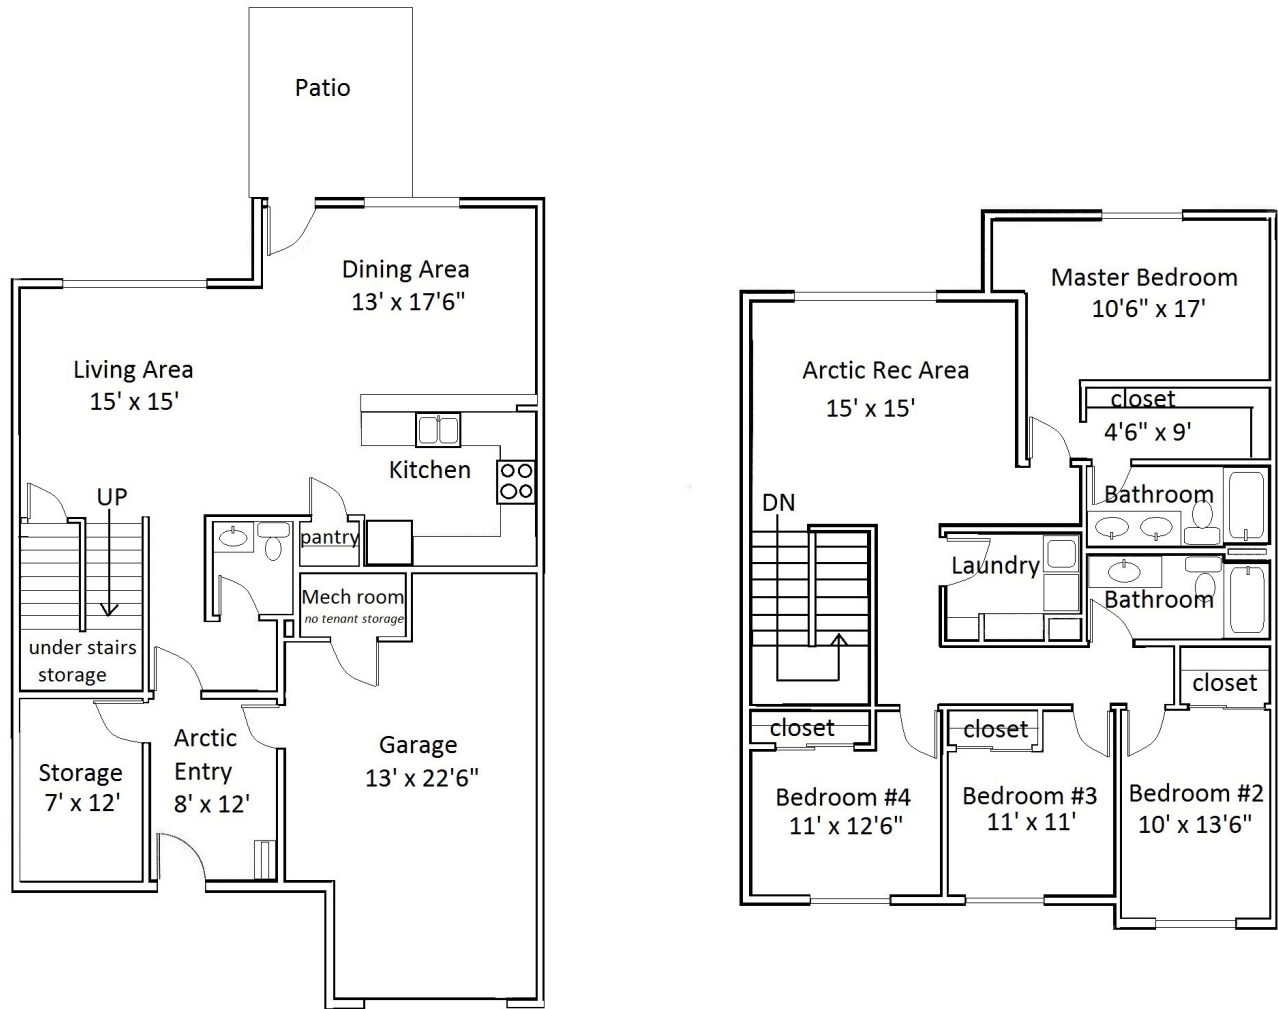 Patio
Dining Area
13' x 17'6"
Living Area
15' x 15'
Kitchen
UP
pantry
Mech room
no tenant storage
under stairs
storage
Arctic
Entry
8' x 12'
Storage
7' x 12'
Garage
13' x 22'6"
Master Bedroom
10'6" x 17'
Arctic Rec Area
15' x 15'
closet
4'6" x 9'
DN
Bathroom
Laundry
Bathroom
closet
closet
closet
Bedroom #4
11' x 12'6"
Bedroom #3
11' x 11'
Bedroom #2
10' x 13'6"